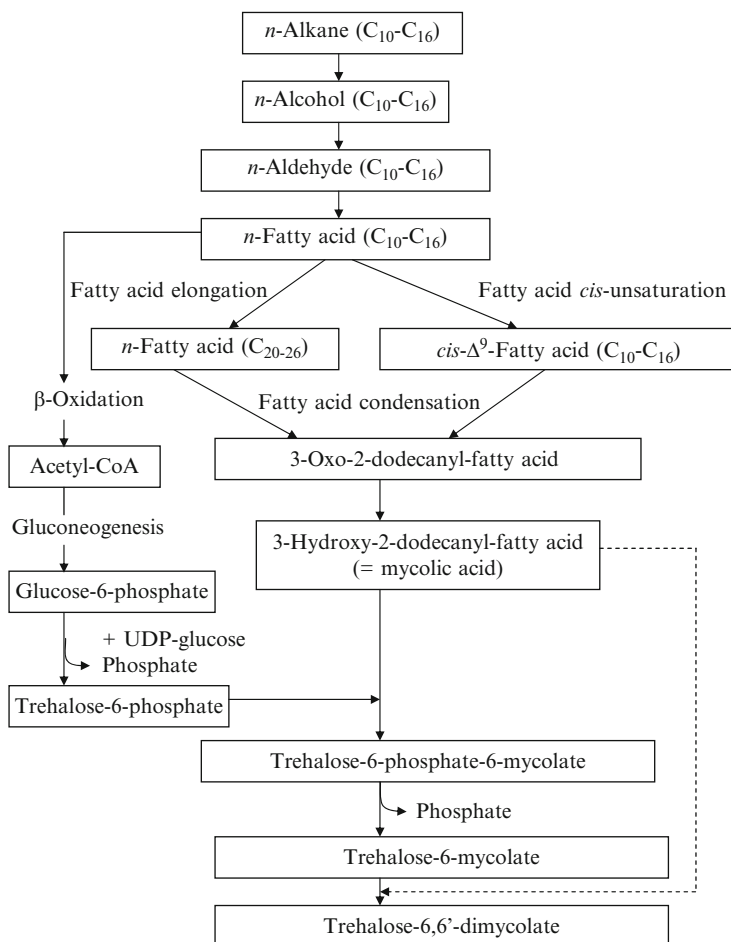 n-Alkane (C₁₀-C₁₆)
n-Alcohol (C₁₀-C₁₆)
n-Aldehyde (C₁₀-C₁₆)
n-Fatty acid (C₁₀-C₁₆)
Fatty acid elongation
Fatty acid cis-unsaturation
n-Fatty acid (C₂₀₋₂₆)
cis-Δ⁹-Fatty acid (C₁₀-C₁₆)
β-Oxidation
Fatty acid condensation
Acetyl-CoA
3-Oxo-2-dodecanyl-fatty acid
Gluconeogenesis
3-Hydroxy-2-dodecanyl-fatty acid
(= mycolic acid)
Glucose-6-phosphate
+ UDP-glucose
Phosphate
Trehalose-6-phosphate
Trehalose-6-phosphate-6-mycolate
Phosphate
Trehalose-6-mycolate
Trehalose-6,6'-dimycolate